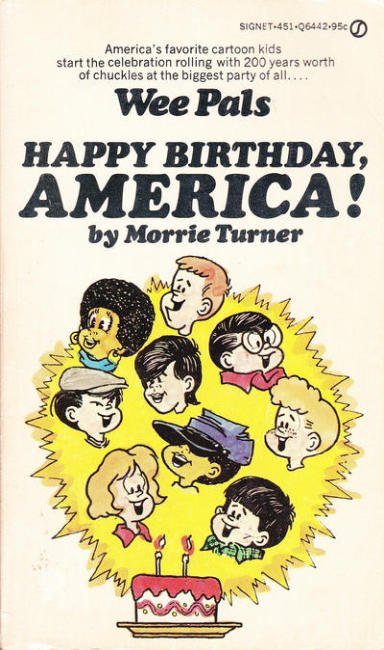 SIGNET•451•Q6442•95c
America's favorite cartoon kids
start the celebration rolling with 200 years worth
of chuckles at the biggest party of all....
Wee Pals
HAPPY BIRTHDAY,
AMERICA!
by Morrie Turner